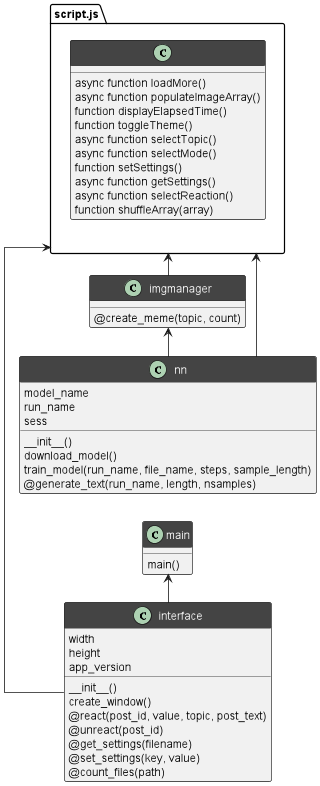 script.js
C
async function loadMore()
async function populateImageArray()
function displayElapsedTime()
function toggleTheme()
async function selectTopic()
async function selectMode()
function setSettings()
async function getSettings()
async function selectReaction()
function shuffleArray(array)
C imgmanager
@create_meme(topic, count)
C nn
model_name
run_name
sess
__init__()
download_model()
train_model(run_name, file_name, steps, sample_length)
@generate_text(run_name, length, nsamples)
C main
main()
C interface
width
height
app_version
__init__()
create_window()
@react(post_id, value, topic, post_text)
@unreact(post_id)
@get_settings(filename)
@set_settings(key, value)
@count_files(path)